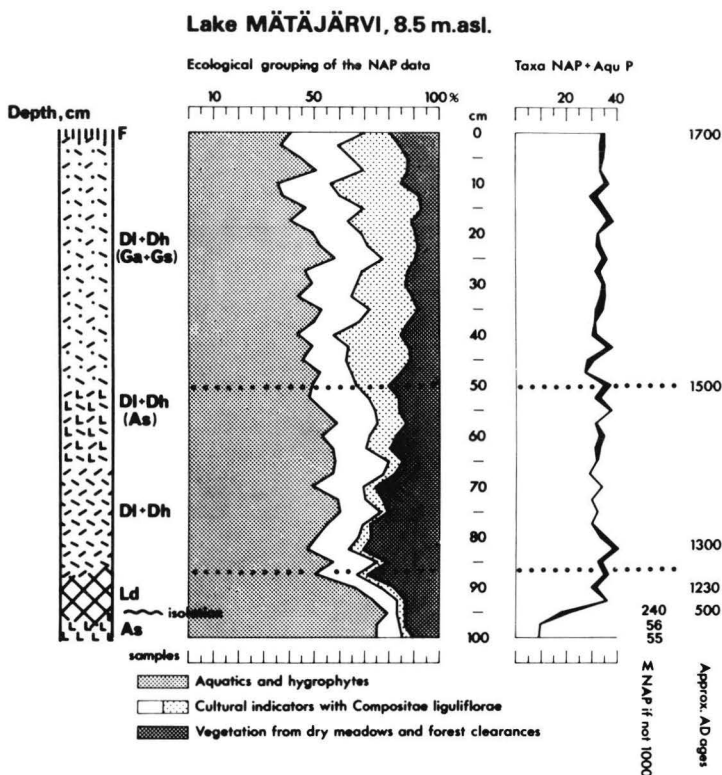 Lake MÄTÄJÄRVI, 8.5 m.asl.
Ecological grouping of the NAP data
Taxa NAP + Aqu P
Depth, cm
10 50 100 %
cm
20 40
F
0
1700
10
20
Dl+Dh
(Ga+Gs)
30
40
50
1500
Dl+Dh
(As)
60
70
Dl+Dh
80
1300
90
1230
Ld
isolation
240
500
As
56
100
55
samples
Aquatics and hygrophytes
Cultural indicators with Compositae liguliflorae
Vegetation from dry meadows and forest clearances
Σ NAP if not 1000
Approx. AD ages